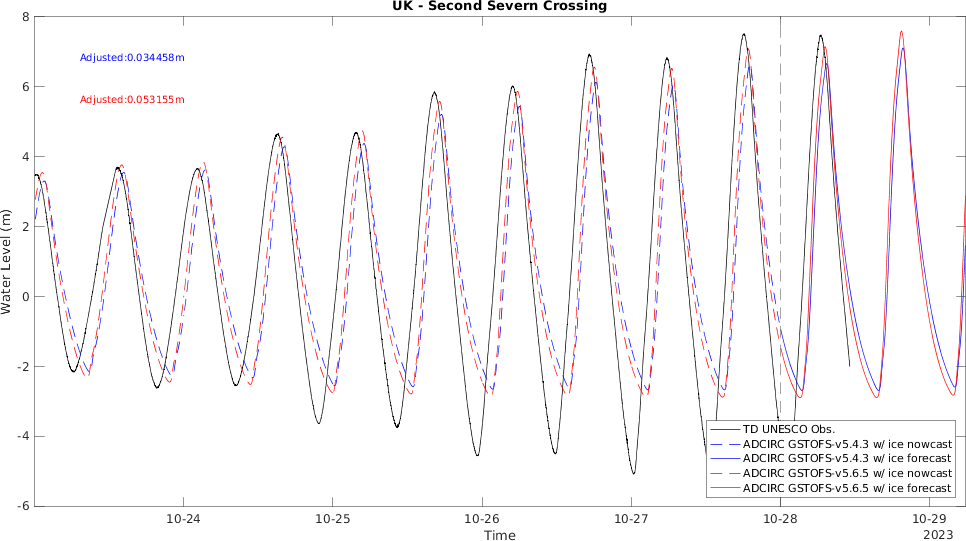 UK - Second Severn Crossing
Adjusted:0.034458m
Adjusted:0.053155m
Water Level (m)
8
6
4
2
0
-2
-4
-6
10-24
10-25
10-26
10-27
10-28
10-29
Time
2023
TD UNESCO Obs.
ADCIRC GSTOFS-v5.4.3 w/ ice nowcast
ADCIRC GSTOFS-v5.4.3 w/ ice forecast
ADCIRC GSTOFS-v5.6.5 w/ ice nowcast
ADCIRC GSTOFS-v5.6.5 w/ ice forecast